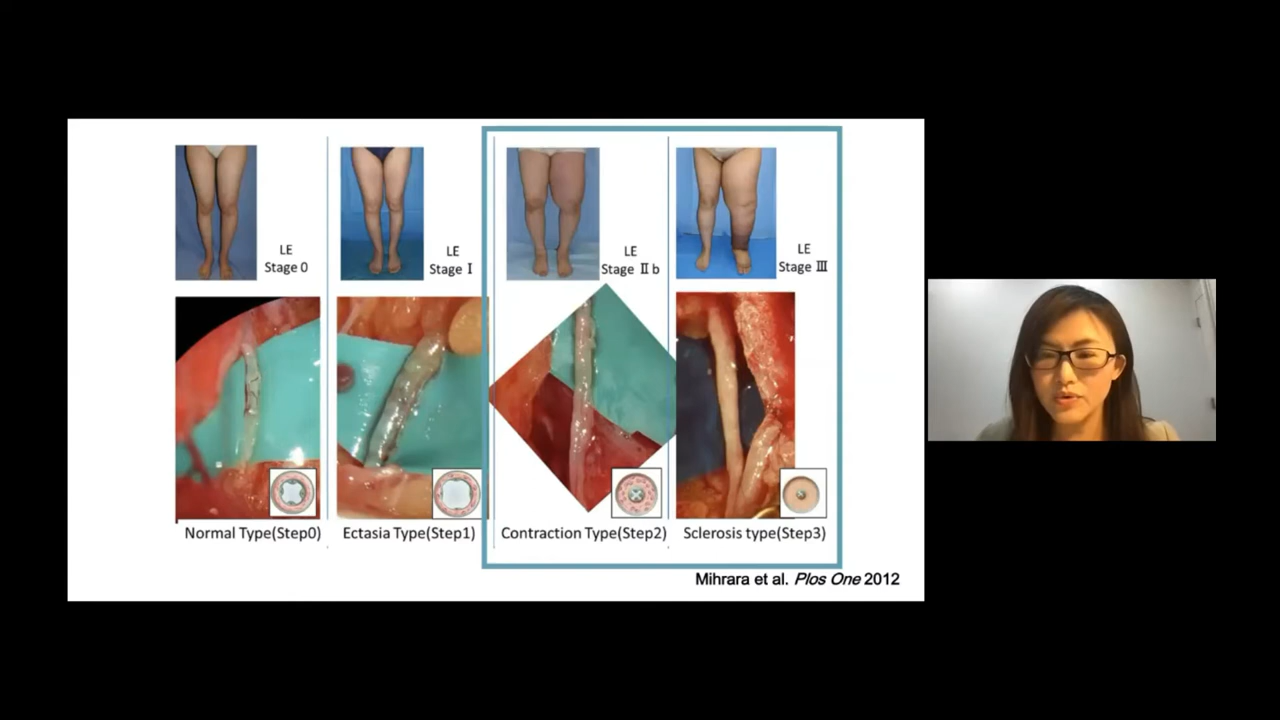 LE
Stage 0
LE
Stage I
LE
Stage Ⅱ b
LE
Stage Ⅲ
Normal Type(Step0)
Ectasia Type(Step1)
Contraction Type(Step2)
Sclerosis type(Step3)
Mihrara et al. Plos One 2012